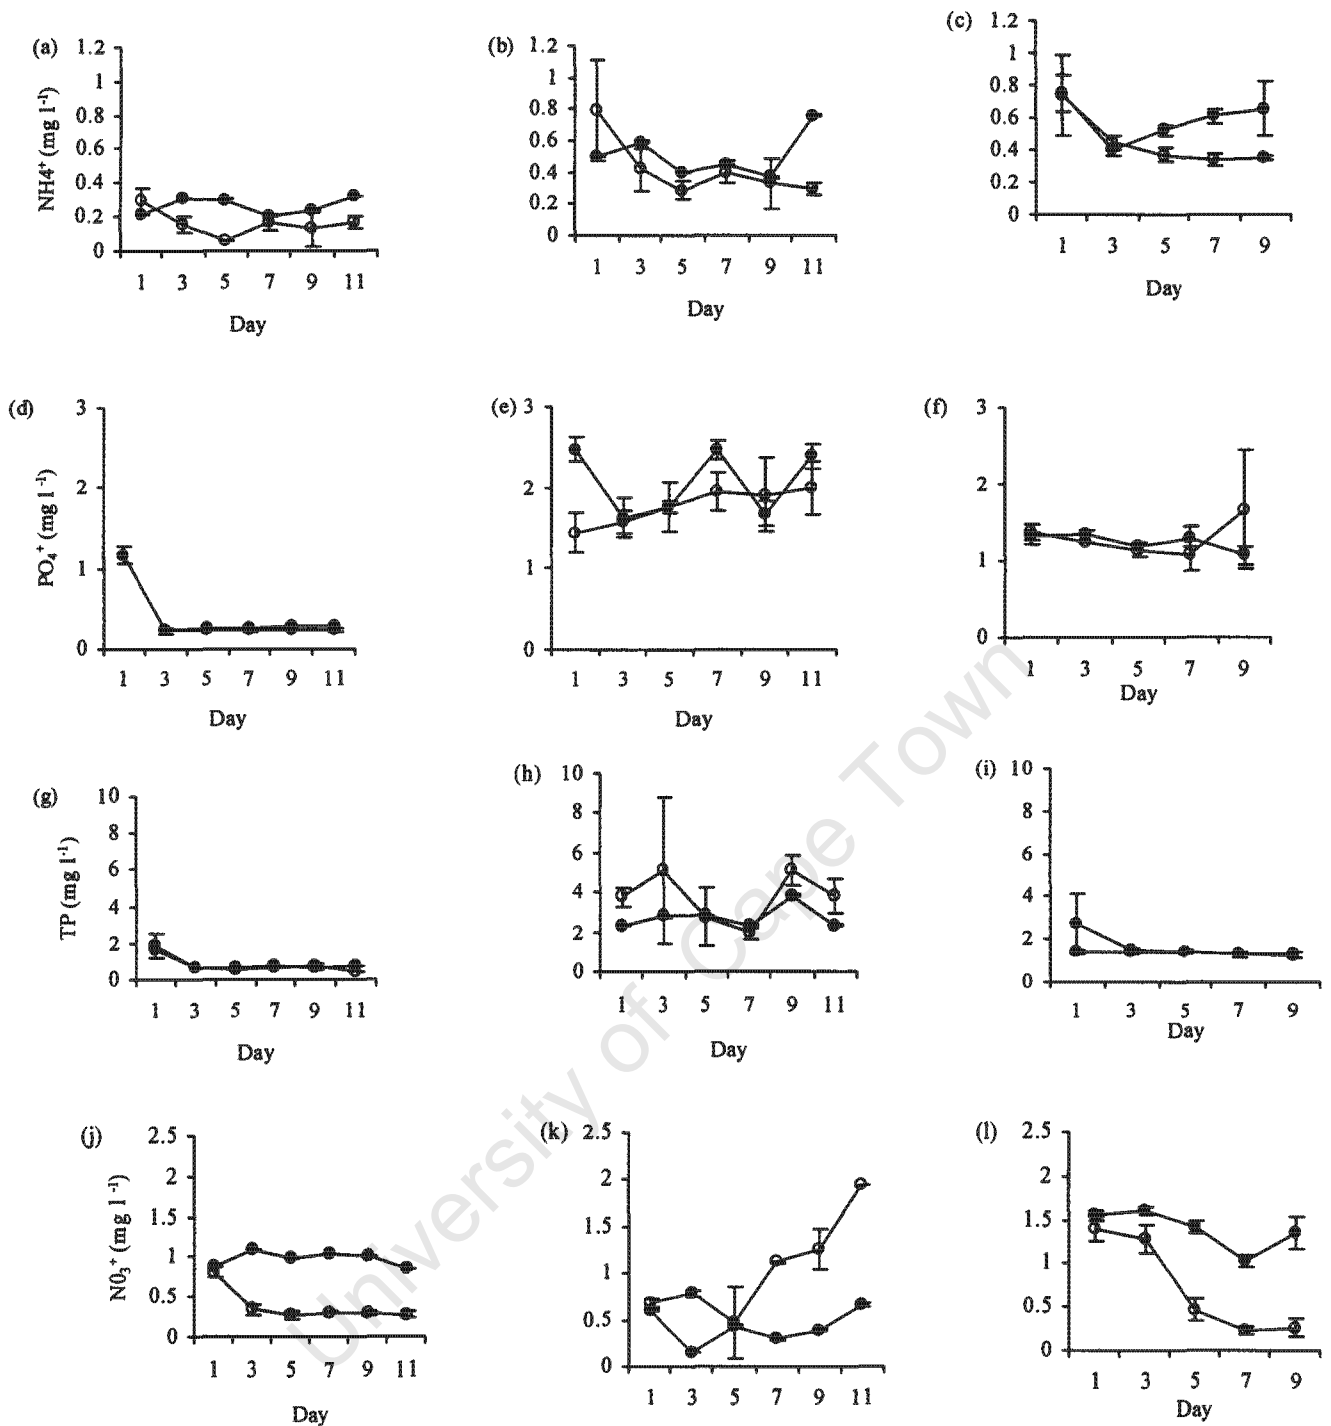 (a) 1.2
1
0.8
0.6
0.4
0.2
0
NH4⁺ (mg l⁻¹)
1 3 5 7 9 11
Day
(b) 1.2
1
0.8
0.6
0.4
0.2
0
1 3 5 7 9 11
Day
(c) 1.2
1
0.8
0.6
0.4
0.2
0
1 3 5 7 9
Day
(d) 3
2
1
0
PO₄⁺ (mg l⁻¹)
1 3 5 7 9 11
Day
(e) 3
2
1
0
1 3 5 7 9 11
Day
(f) 3
2
1
0
1 3 5 7 9
Day
(g) 10
8
6
4
2
0
TP (mg l⁻¹)
1 3 5 7 9 11
Day
(h) 10
8
6
4
2
0
1 3 5 7 9 11
Day
(i) 10
8
6
4
2
0
1 3 5 7 9
Day
(j) 2.5
2
1.5
1
0.5
0
N0₃⁺ (mg l⁻¹)
1 3 5 7 9 11
Day
(k) 2.5
2
1.5
1
0.5
0
1 3 5 7 9 11
Day
(l) 2.5
2
1.5
1
0.5
0
1 3 5 7 9
Day
University of Cape Town